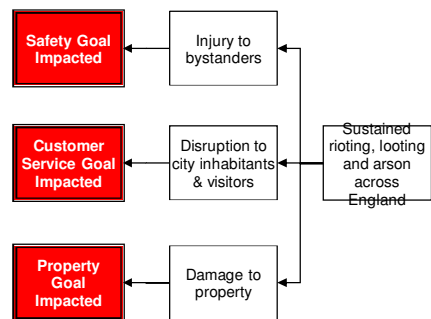 Safety Goal
Impacted
Injury to
bystanders
Customer
Service Goal
Impacted
Disruption to
city inhabitants
& visitors
Sustained
rioting, looting
and arson
across
England
Property
Goal
Impacted
Damage to
property